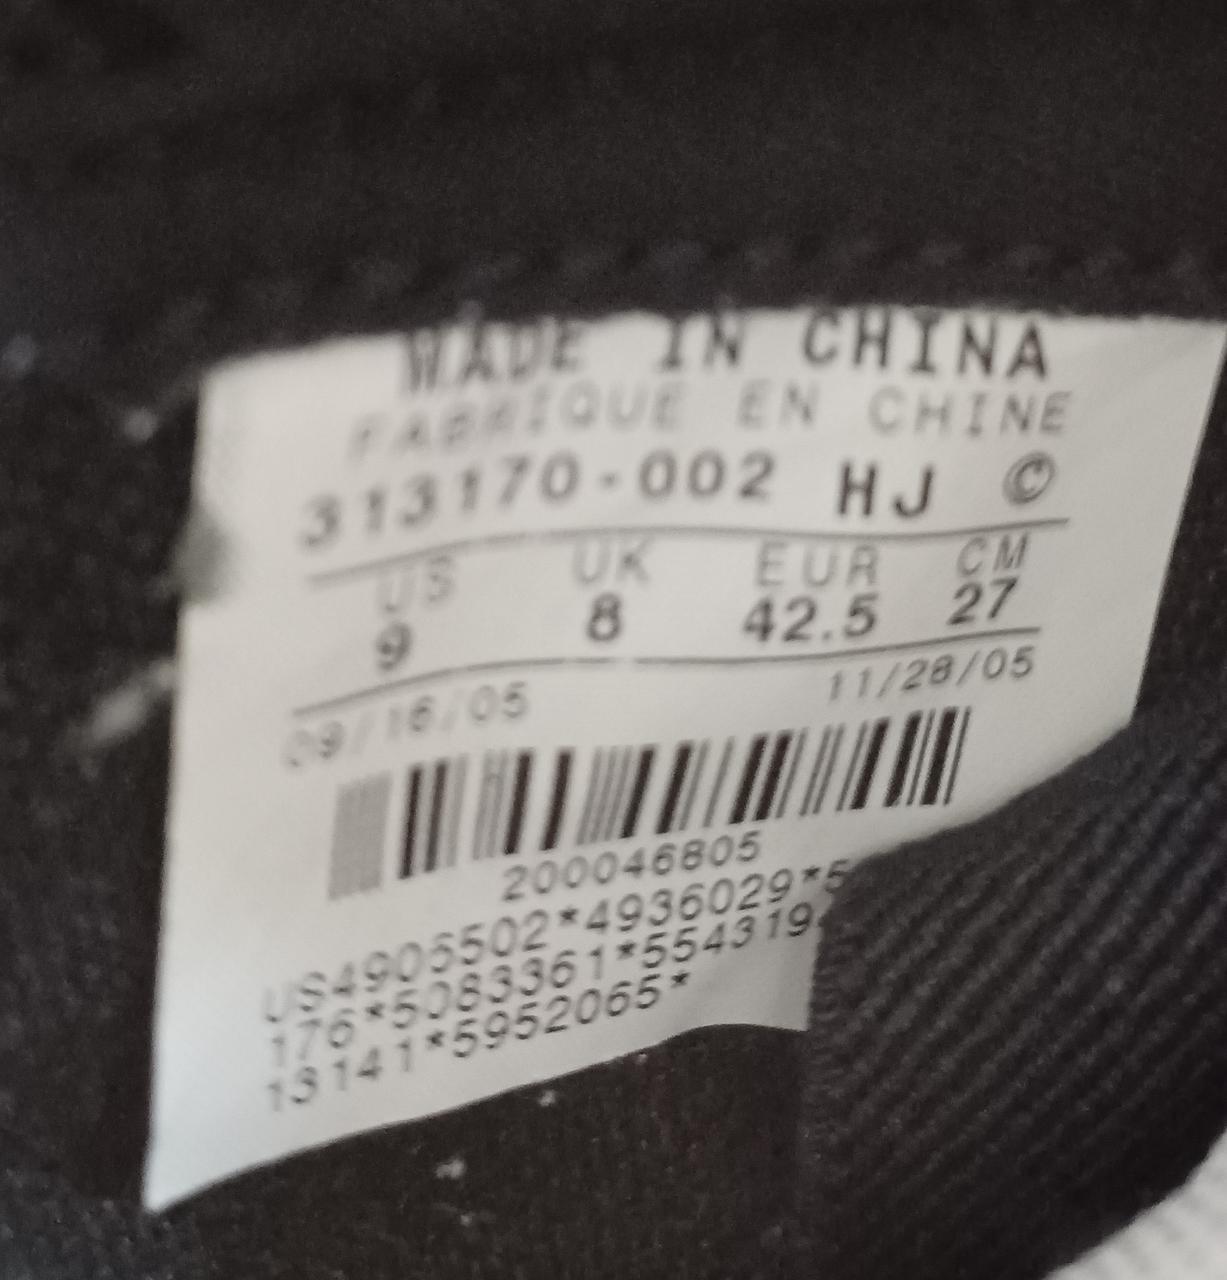 MADE IN CHINA
FABRIQUE EN CHINE
313170-002 HJ ©
US UK EUR CM
9 8 42.5 27
09/16/05 11/28/05
200046805
US4906502*4936029*5
176*5083361*554319
13141*5952065*